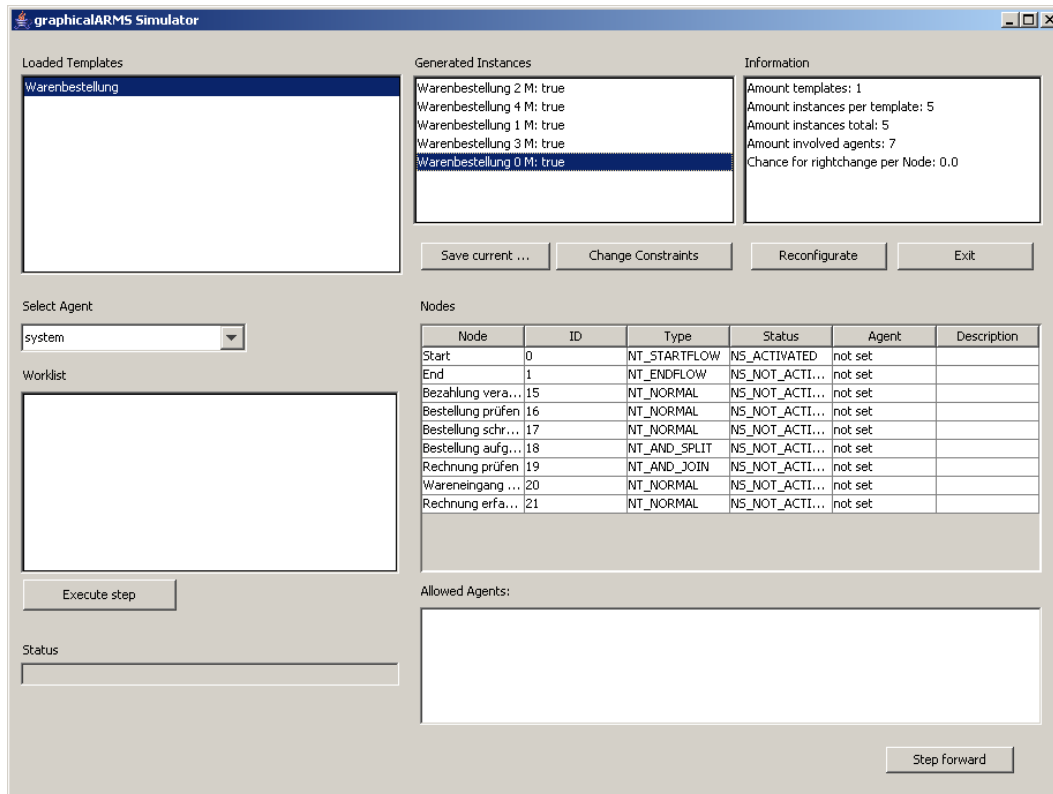 graphicalARMS Simulator
Loaded Templates
Warenbestellung
Generated Instances
Warenbestellung 2 M: true
Warenbestellung 4 M: true
Warenbestellung 1 M: true
Warenbestellung 3 M: true
Warenbestellung 0 M: true
Information
Amount templates: 1
Amount instances per template: 5
Amount instances total: 5
Amount involved agents: 7
Chance for rightchange per Node: 0.0
Save current ... Change Constraints Reconfigurate Exit
Select Agent
system
Worklist
Execute step
Status
Nodes
Node ID Type Status Agent Description
Start 0 NT_STARTFLOW NS_ACTIVATED not set
End 1 NT_ENDFLOW NS_NOT_ACTI... not set
Bezahlung vera... 15 NT_NORMAL NS_NOT_ACTI... not set
Bestellung prüfen 16 NT_NORMAL NS_NOT_ACTI... not set
Bestellung schr... 17 NT_NORMAL NS_NOT_ACTI... not set
Bestellung aufg... 18 NT_AND_SPLIT NS_NOT_ACTI... not set
Rechnung prüfen 19 NT_AND_JOIN NS_NOT_ACTI... not set
Wareneingang ... 20 NT_NORMAL NS_NOT_ACTI... not set
Rechnung erfa... 21 NT_NORMAL NS_NOT_ACTI... not set
Allowed Agents:
Step forward